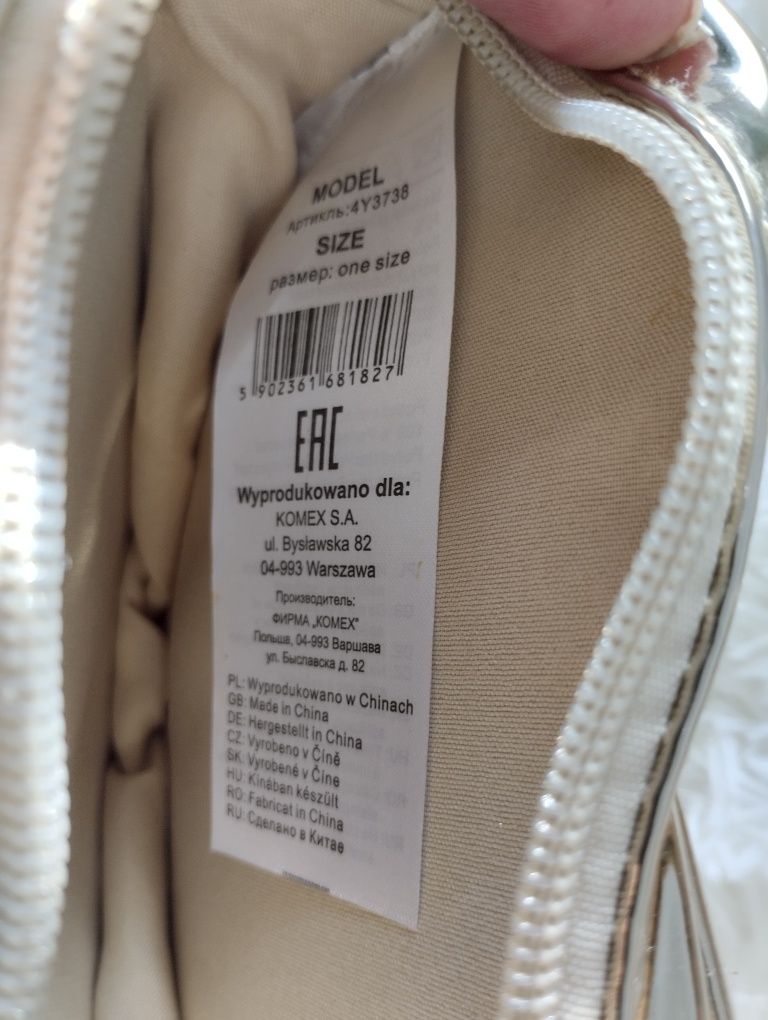 MODEL
Артикль:4Y3738
SIZE
размер: one size
5 902361 681827
EAC
Wyprodukowano dla:
KOMEX S.A.
ul. Bysławska 82
04-993 Warszawa
Производитель:
ФИРМА „KOMEX"
Польша, 04-993 Варшава
ул. Быславска д. 82
PL: Wyprodukowano w Chinach
GB: Made in China
DE: Hergestellt in China
CZ: Vyrobeno v Číně
SK: Vyrobené v Číne
HU: Kinában készült
RO: Fabricat in China
RU: Сделано в Китае